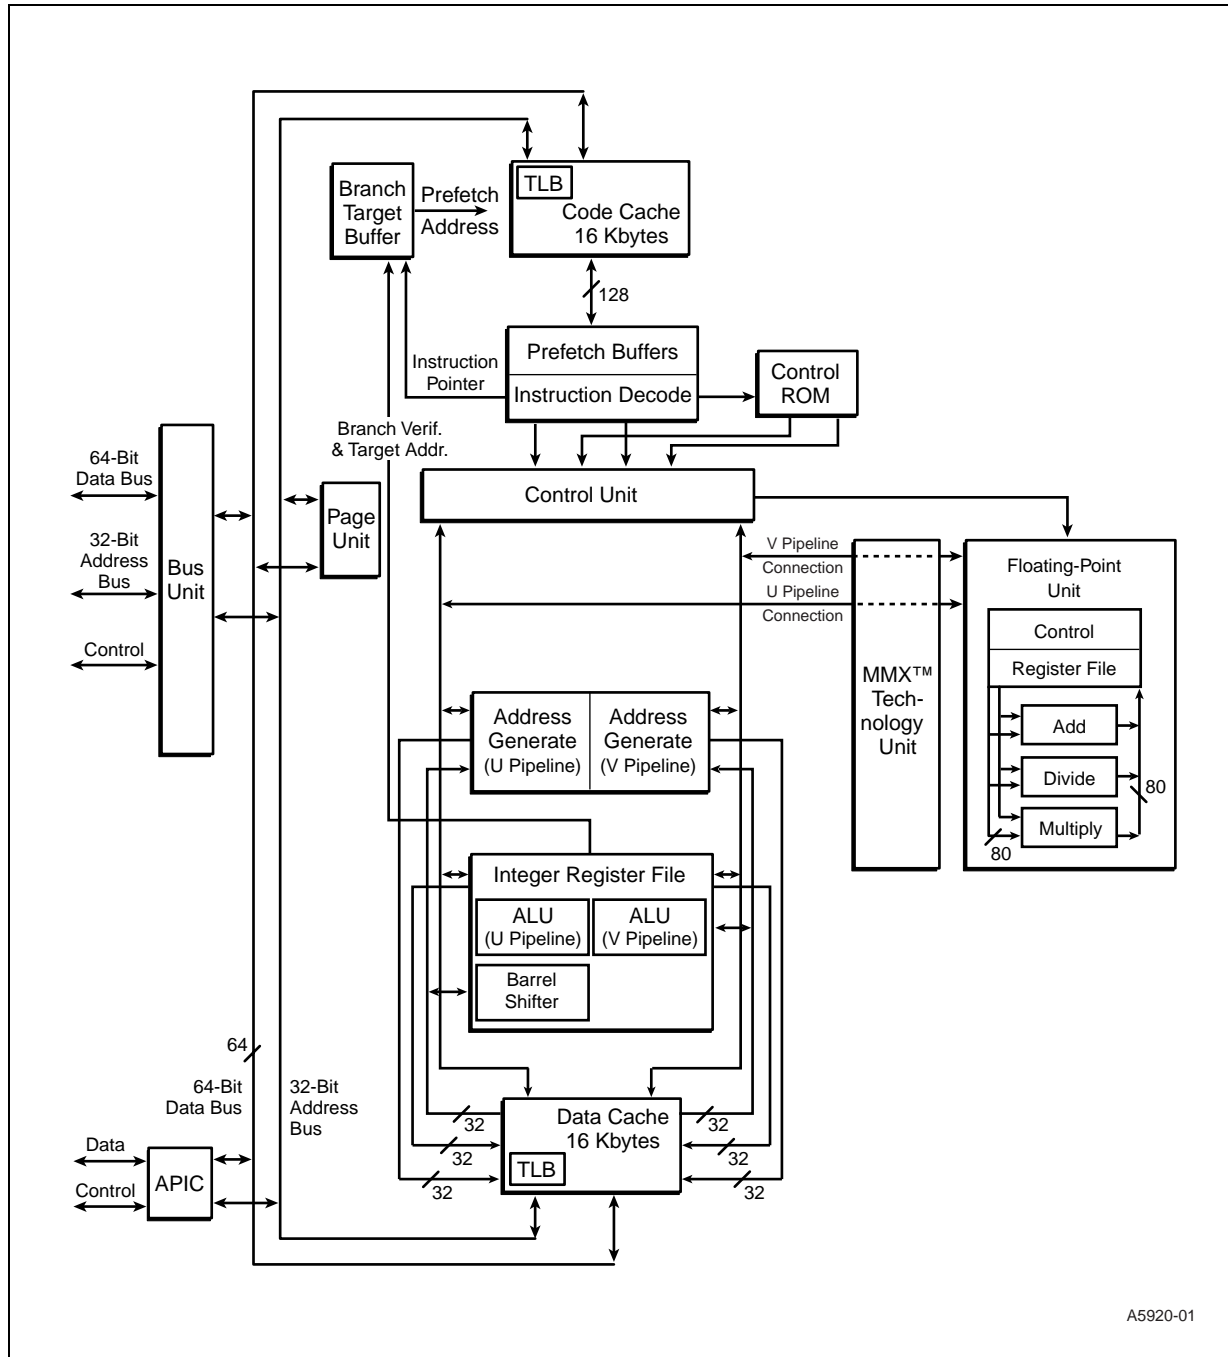 TLB
Code Cache
16 Kbytes
Branch
Target
Buffer
Prefetch
Address
128
Prefetch Buffers
Instruction Decode
Instruction
Pointer
Control
ROM
Branch Verif.
& Target Addr.
Control Unit
64-Bit
Data Bus
32-Bit
Address
Bus
Control
Bus
Unit
Page
Unit
V Pipeline
Connection
U Pipeline
Connection
MMX™
Tech-
nology
Unit
Floating-Point
Unit
Control
Register File
Add
Divide
Multiply
80
80
Address
Generate
(U Pipeline)
Address
Generate
(V Pipeline)
Integer Register File
ALU
(U Pipeline)
ALU
(V Pipeline)
Barrel
Shifter
64
64-Bit
Data Bus
32-Bit
Address
Bus
Data
Control
APIC
Data Cache
16 Kbytes
TLB
32
32
32
32
32
32
A5920-01